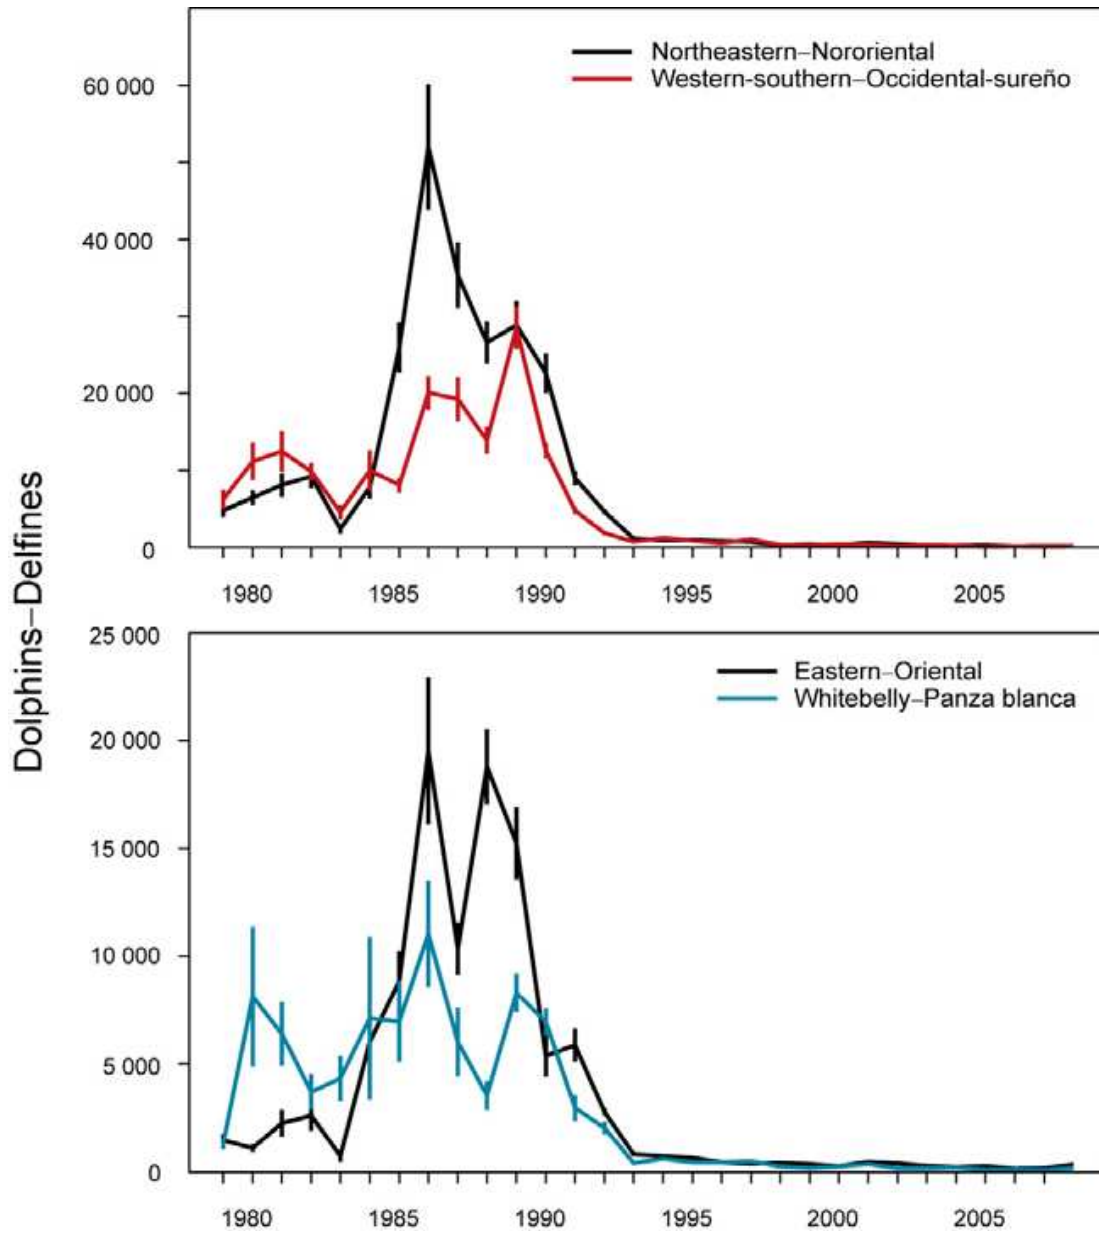 Dolphins–Delfines
Northeastern–Nororiental
Western-southern–Occidental-sureño
60 000
40 000
20 000
0
1980 1985 1990 1995 2000 2005
25 000
Eastern–Oriental
Whitebelly–Panza blanca
20 000
15 000
10 000
5 000
0
1980 1985 1990 1995 2000 2005